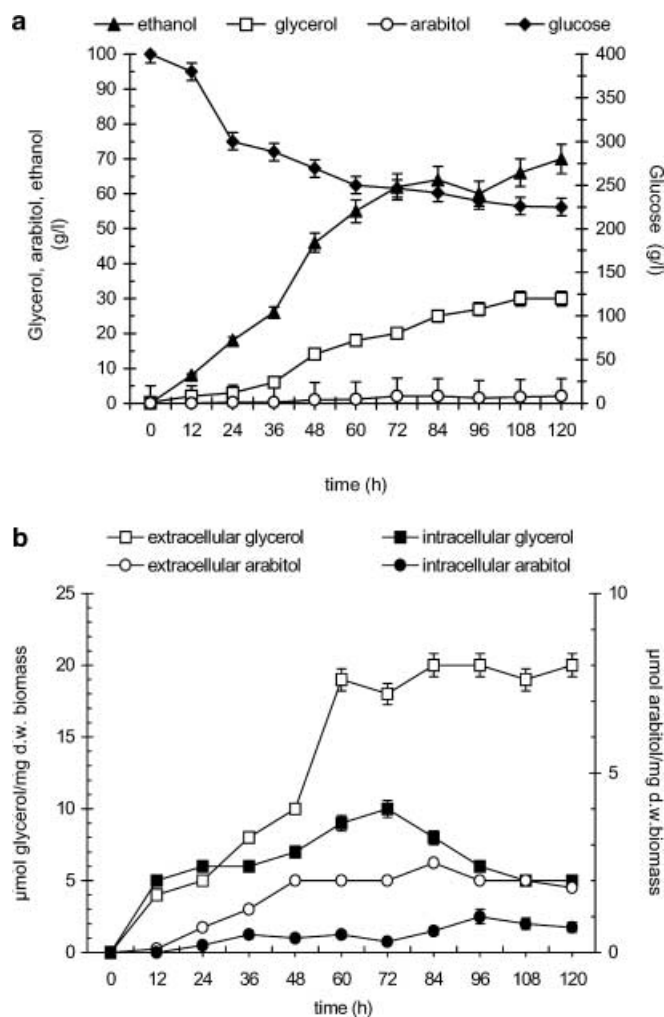 a
ethanol glycerol arabitol glucose
100 400
90
80 350
70 300
60 250
50 200
40 150
30
20 100
10 50
0 0
Glycerol, arabitol, ethanol
(g/l)
Glucose (g/l)
0 12 24 36 48 60 72 84 96 108 120
time (h)
b
extracellular glycerol intracellular glycerol
extracellular arabitol intracellular arabitol
25 10
20
15
5
10
5
0 0
µmol glycerol/mg d.w. biomass
µmol arabitol/mg d.w.biomass
0 12 24 36 48 60 72 84 96 108 120
time (h)